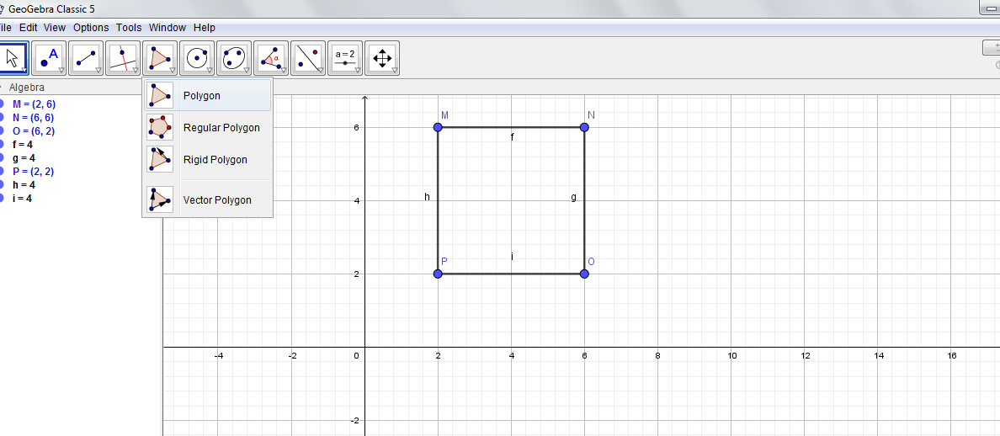 GeoGebra Classic 5
ile Edit View Options Tools Window Help
A
α
a = 2
Algebra
M = (2, 6)
N = (6, 6)
O = (6, 2)
f = 4
g = 4
P = (2, 2)
h = 4
i = 4
Polygon
Regular Polygon
Rigid Polygon
Vector Polygon
M N
6
f
h g
4
i
P O
2
-4 -2 0 2 4 6 8 10 12 14 16
-2